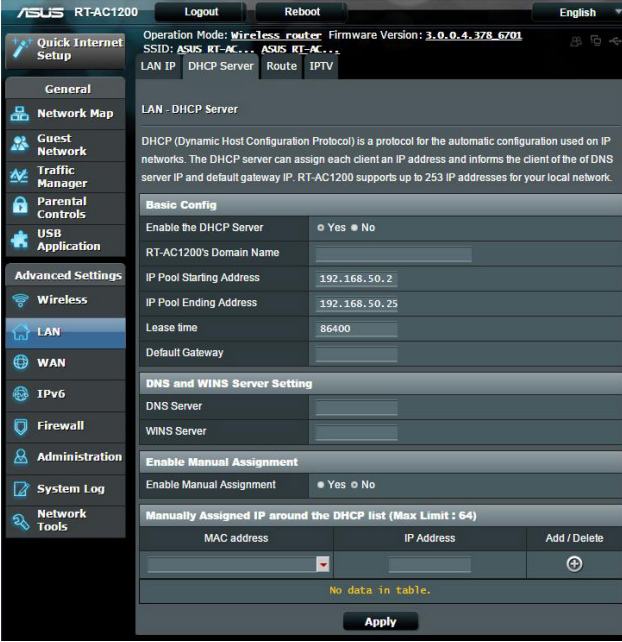 ASUS RT-AC1200 Logout Reboot English
Quick Internet Setup
Operation Mode: Wireless router Firmware Version: 3.0.0.4.378_6701
SSID: ASUS RT-AC... ASUS RT-AC...
General
Network Map
Guest Network
Traffic Manager
Parental Controls
USB Application
Advanced Settings
Wireless
LAN
WAN
IPv6
Firewall
Administration
System Log
Network Tools
LAN IP DHCP Server Route IPTV
LAN - DHCP Server
DHCP (Dynamic Host Configuration Protocol) is a protocol for the automatic configuration used on IP
networks. The DHCP server can assign each client an IP address and informs the client of the of DNS
server IP and default gateway IP. RT-AC1200 supports up to 253 IP addresses for your local network.
Basic Config
Enable the DHCP Server Yes No
RT-AC1200's Domain Name
IP Pool Starting Address 192.168.50.2
IP Pool Ending Address 192.168.50.25
Lease time 86400
Default Gateway
DNS and WINS Server Setting
DNS Server
WINS Server
Enable Manual Assignment
Enable Manual Assignment Yes No
Manually Assigned IP around the DHCP list (Max Limit : 64)
MAC address IP Address Add / Delete
No data in table.
Apply